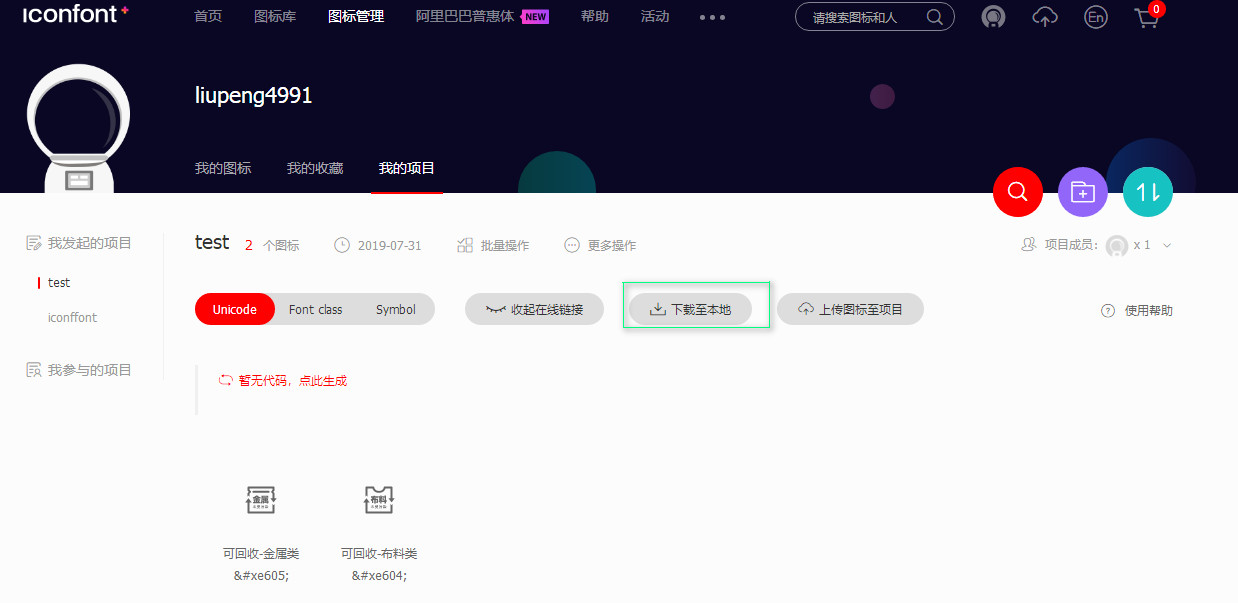 iconfont+
首页 图标库 图标管理 阿里巴巴普惠体 NEW 帮助 活动 •••
请搜索图标和人 En 0
liupeng4991
我的图标 我的收藏 我的项目
我发起的项目
test
iconffont
我参与的项目
test 2 个图标 2019-07-31 批量操作 更多操作
项目成员: x 1
Unicode Font class Symbol 收起在线链接 下载至本地 上传图标至项目 使用帮助
暂无代码，点此生成
金属
布料
可回收-金属类
&#xe605;
可回收-布料类
&#xe604;